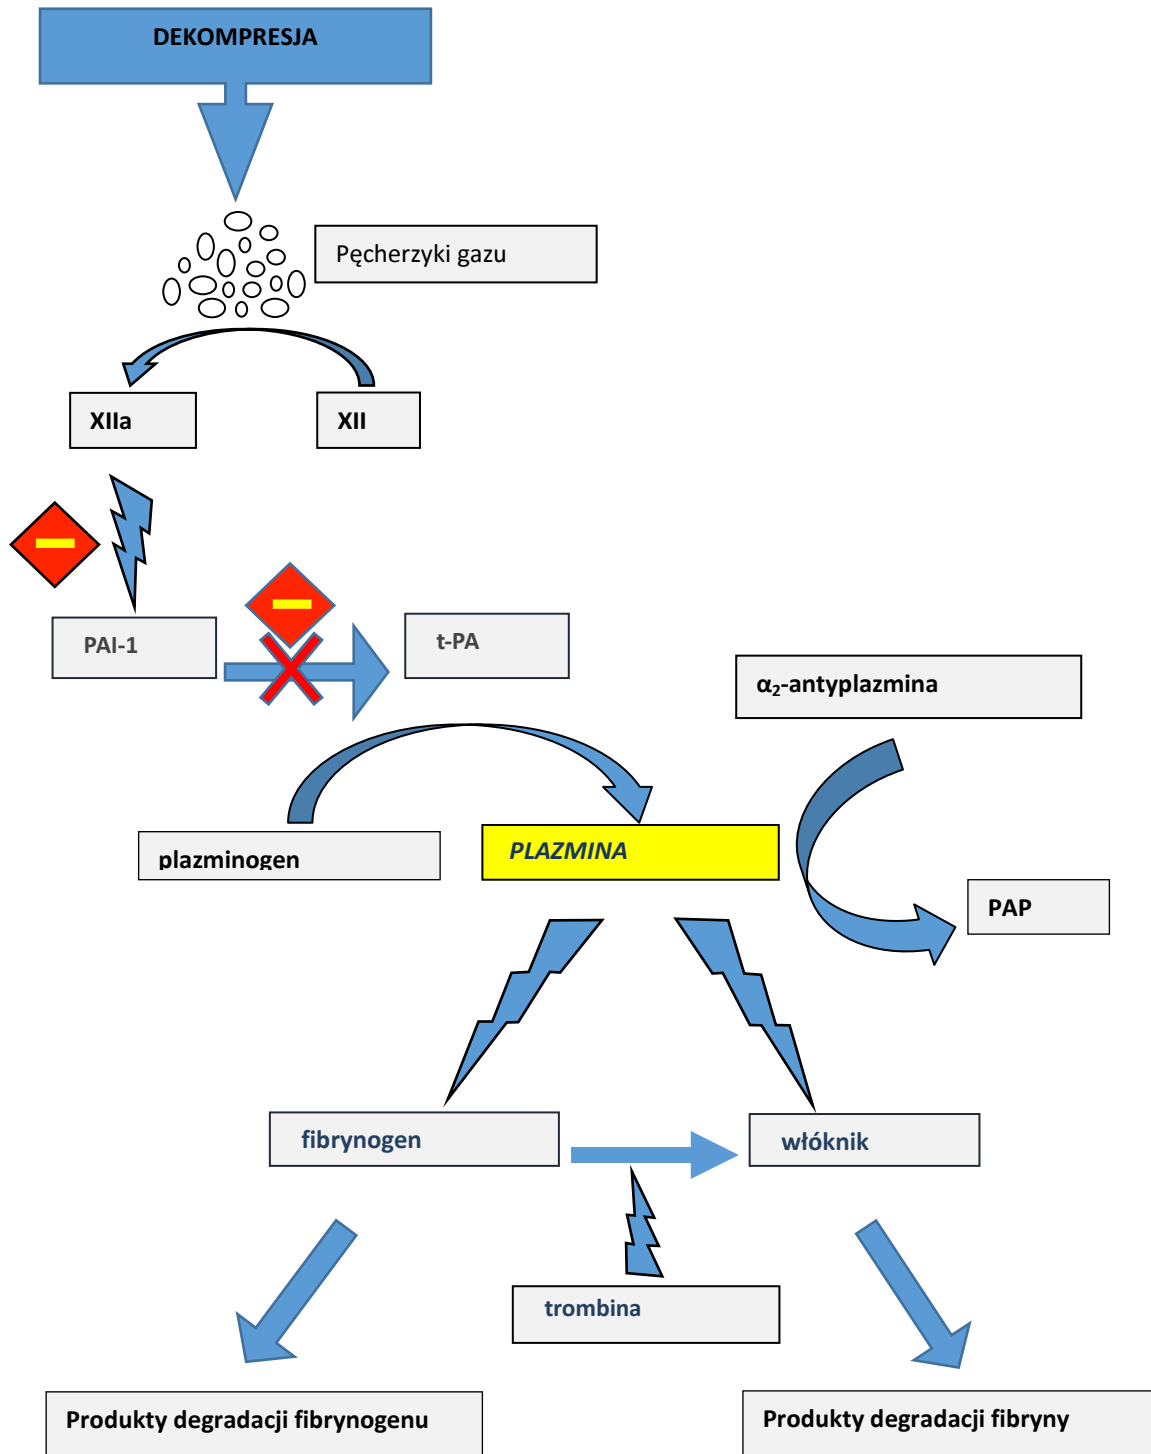 DEKOMPRESJA
Pęcherzyki gazu
XIIa
XII
PAI-1
t-PA
α₂-antyplazmina
plazminogen
PLAZMINA
PAP
fibrynogen
włóknik
trombina
Produkty degradacji fibrynogenu
Produkty degradacji fibryny